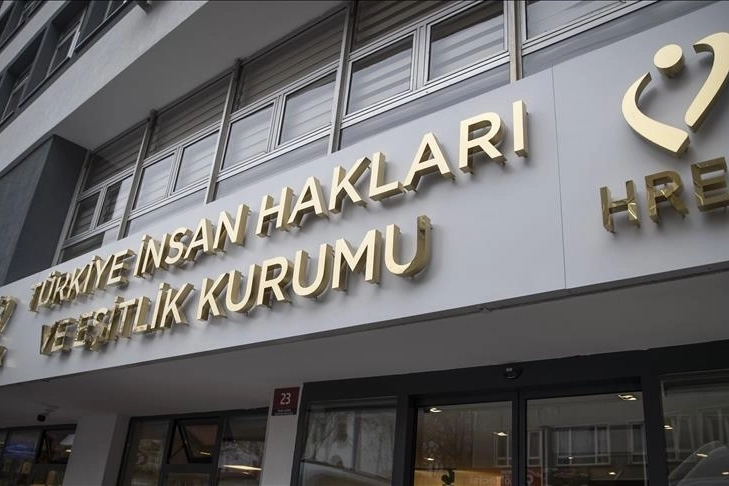 TÜRKİYE İNSAN HAKLARI
VE EŞİTLİK KURUMU
HRE
23